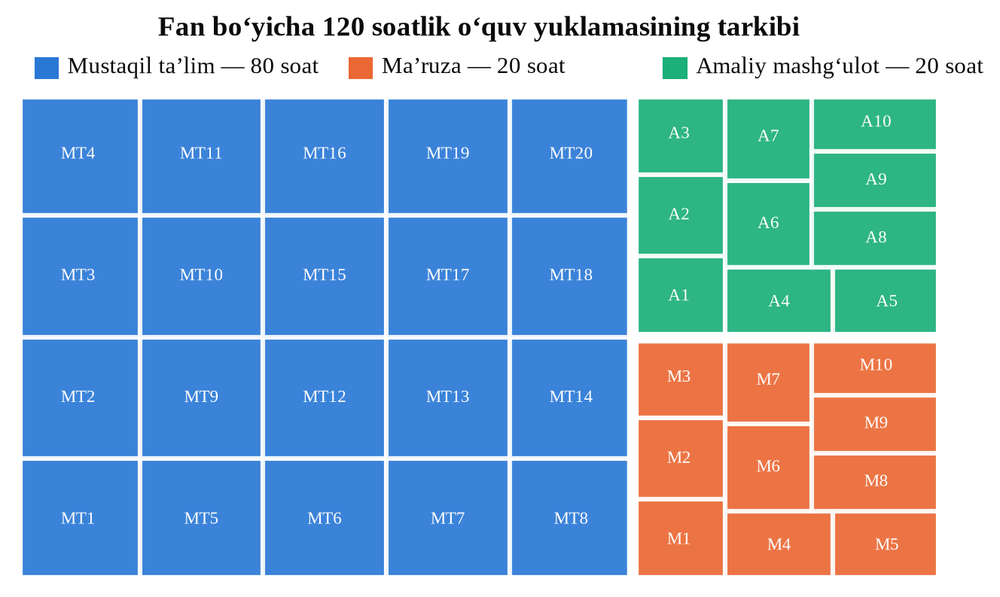 Fan bo‘yicha 120 soatlik o‘quv yuklamasining tarkibi
Mustaqil ta’lim — 80 soat Ma’ruza — 20 soat Amaliy mashg‘ulot — 20 soat
MT4 MT11 MT16 MT19 MT20
MT3 MT10 MT15 MT17 MT18
MT2 MT9 MT12 MT13 MT14
MT1 MT5 MT6 MT7 MT8
A3 A7 A10
A9
A2 A6 A8
A1 A4 A5
M3 M7 M10
M9
M2 M6 M8
M1 M4 M5